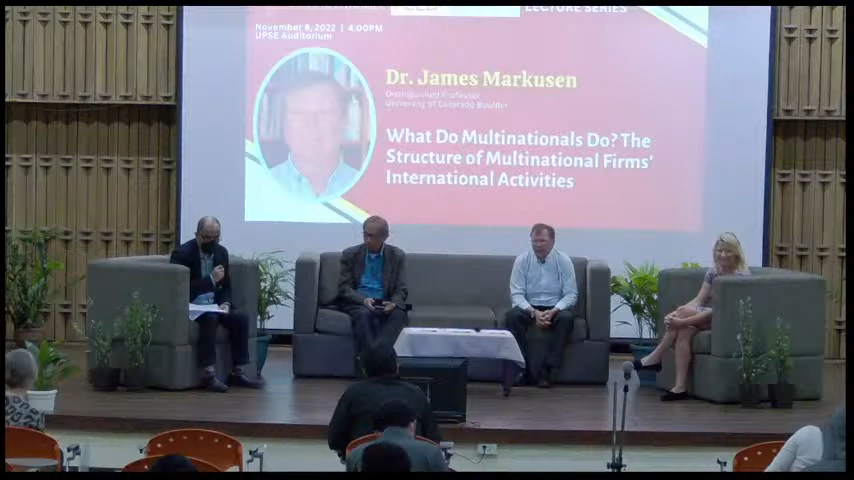 LECTURE SERIES
November 8, 2022 | 4:00PM
UPSE Auditorium
Dr. James Markusen
Distinguished Professor
University of Colorado Boulder
What Do Multinationals Do? The
Structure of Multinational Firms'
International Activities